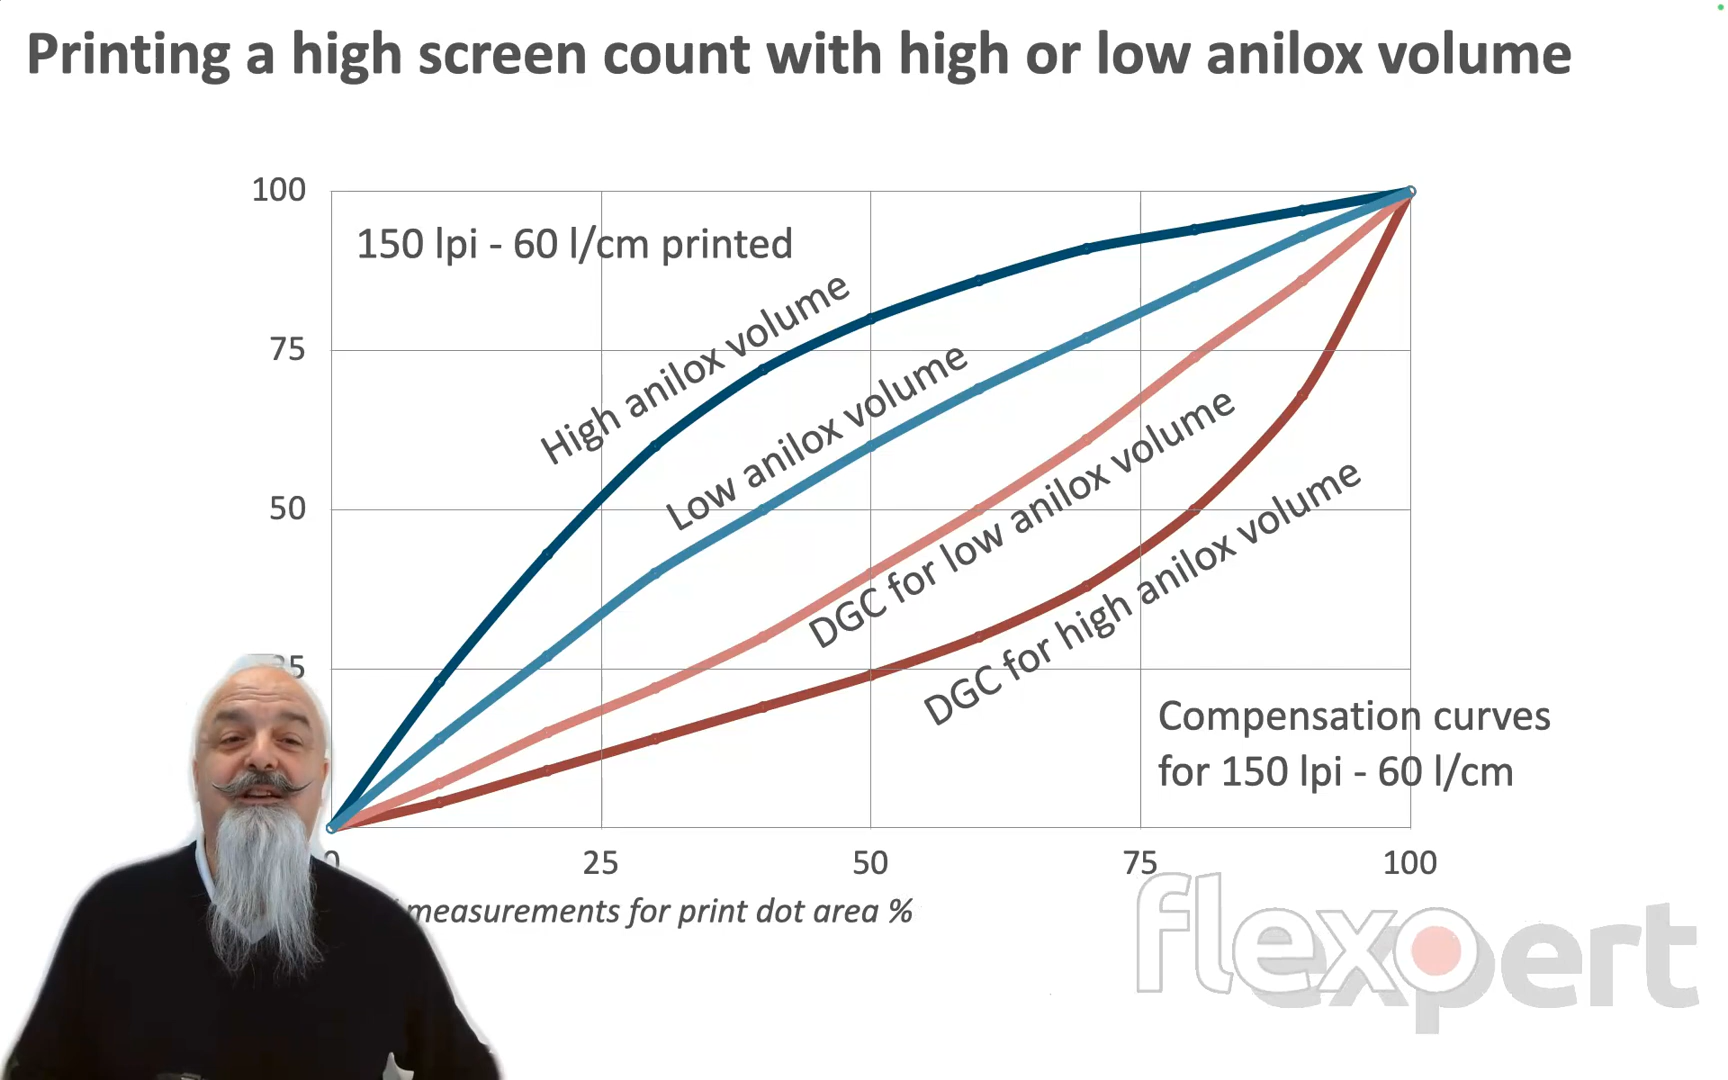 Printing a high screen count with high or low anilox volume
100
150 lpi - 60 l/cm printed
High anilox volume
75
Low anilox volume
DGC for low anilox volume
50
DGC for high anilox volume
Compensation curves
for 150 lpi - 60 l/cm
25
50
75
100
measurements for print dot area %
flexpert